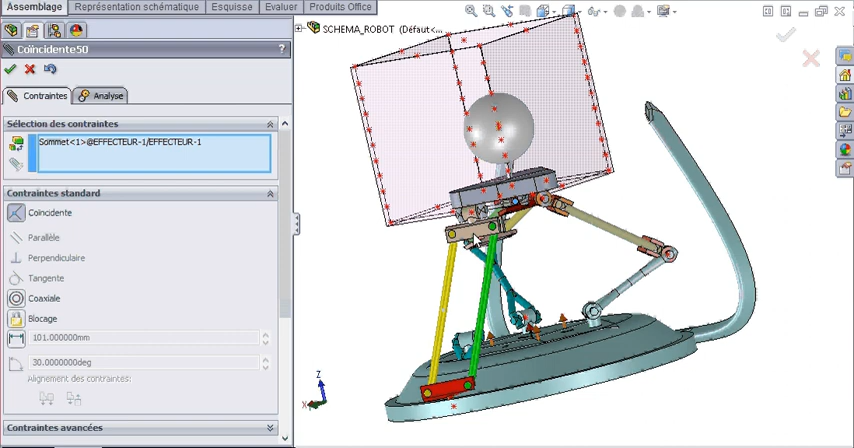 Assemblage
Représentation schématique
Esquisse
Evaluer
Produits Office
SCHEMA_ROBOT (Défaut<...
Coïncidente50
?
Contraintes
Analyse
Sélection des contraintes
Sommet<1>@EFFECTEUR-1/EFFECTEUR-1
Contraintes standard
Coïncidente
Parallèle
Perpendiculaire
Tangente
Coaxiale
Blocage
101.000000mm
30.0000000deg
Alignement des contraintes:
Contraintes avancées
Z
X